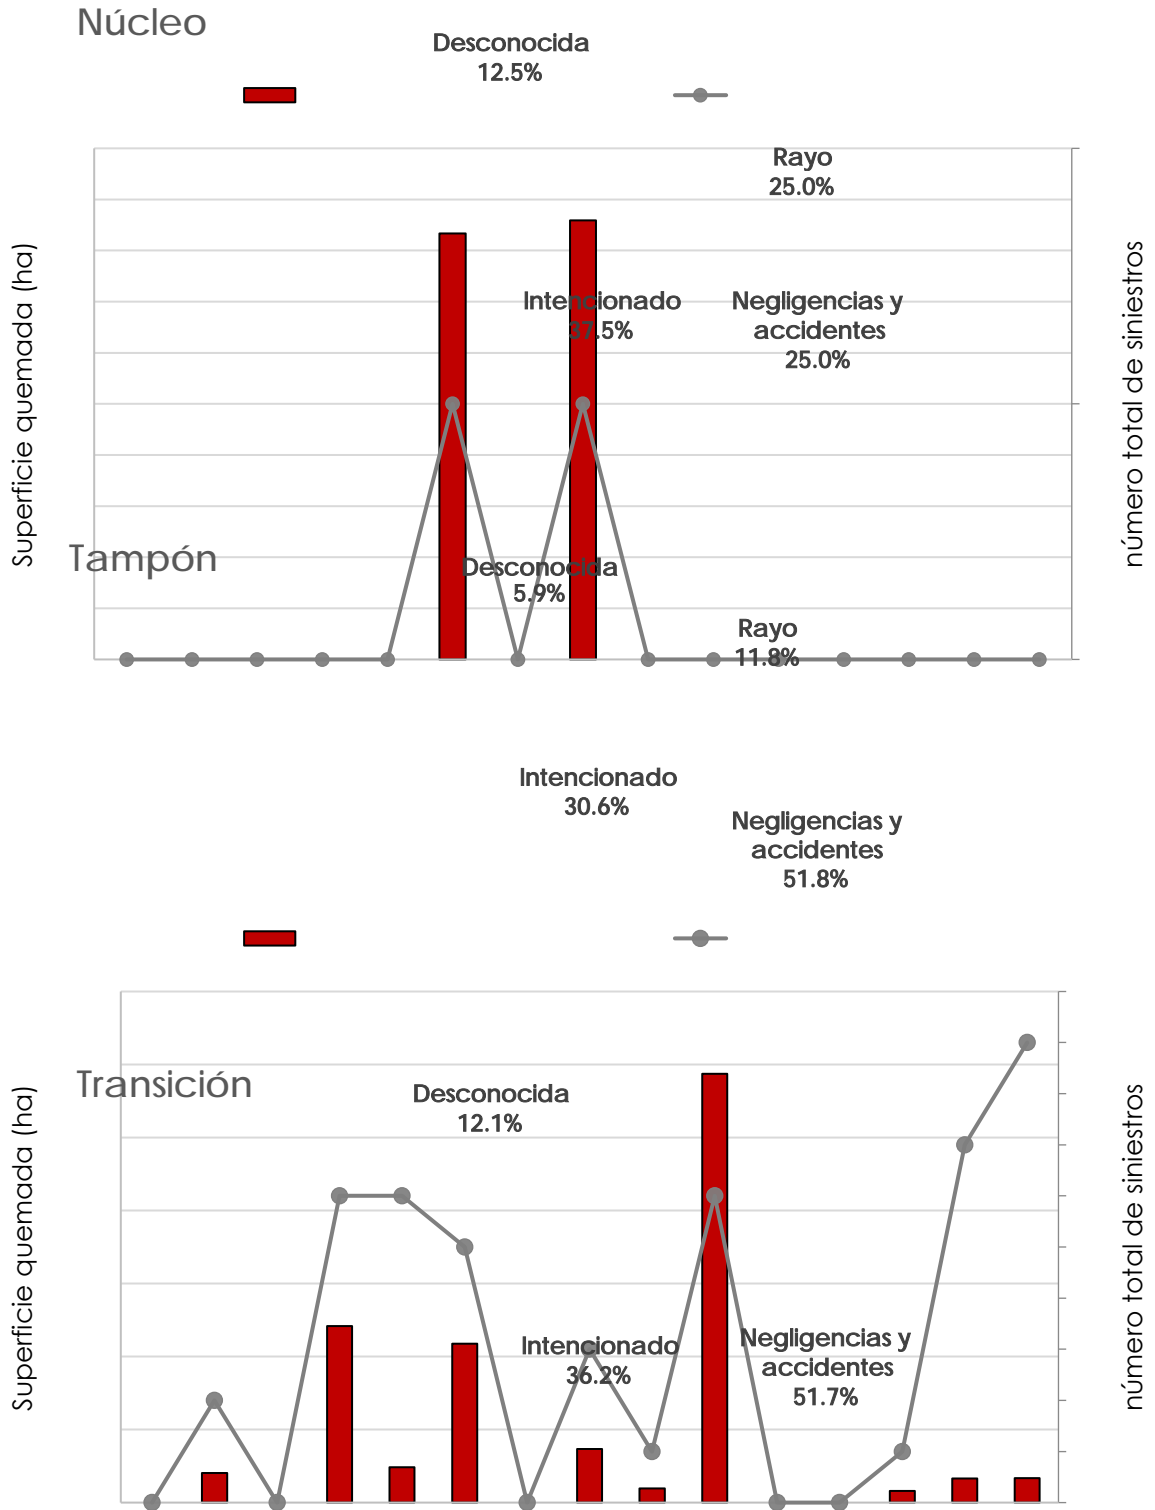 Núcleo
Desconocida
12.5%
Rayo
25.0%
Superficie quemada (ha)
Intencionado
37.5%
Negligencias y
accidentes
25.0%
número total de siniestros
Tampón
Desconocida
5.9%
Rayo
11.8%
Intencionado
30.6%
Negligencias y
accidentes
51.8%
Transición
Desconocida
12.1%
Superficie quemada (ha)
Intencionado
36.2%
Negligencias y
accidentes
51.7%
número total de siniestros